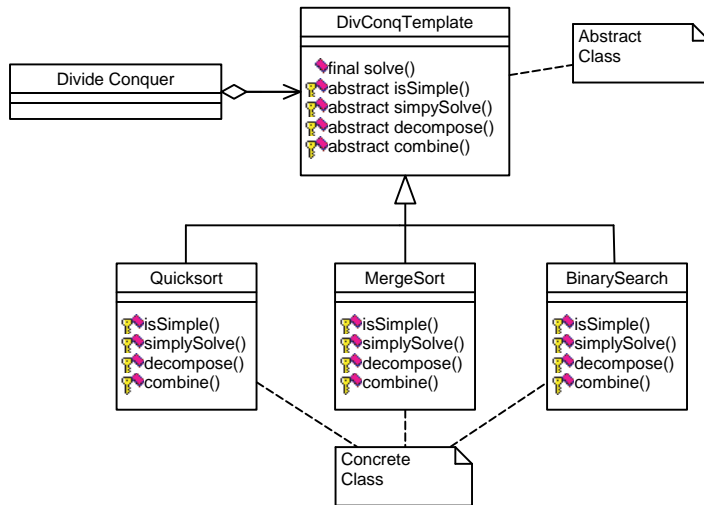 DivConqTemplate
final solve()
abstract isSimple()
abstract simpySolve()
abstract decompose()
abstract combine()
Abstract
Class
Divide Conquer
Quicksort
isSimple()
simplySolve()
decompose()
combine()
MergeSort
isSimple()
simplySolve()
decompose()
combine()
BinarySearch
isSimple()
simplySolve()
decompose()
combine()
Concrete
Class